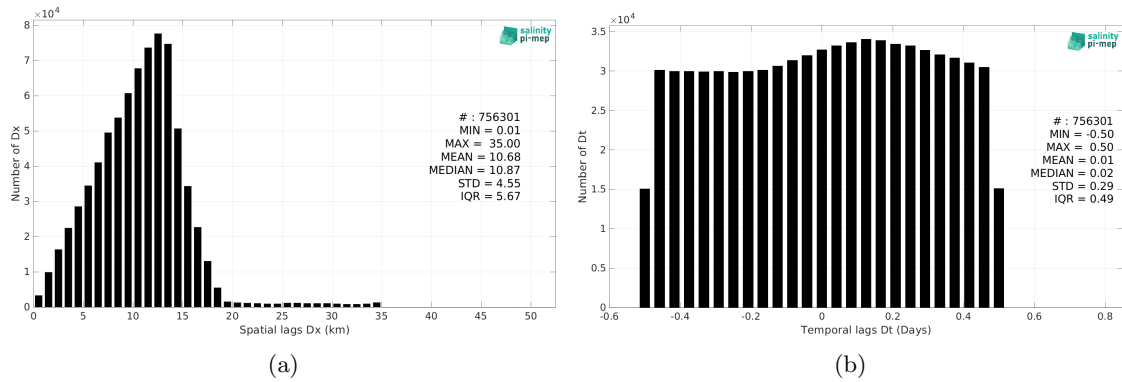 ×10⁴
8
7
6
5
4
3
2
1
0
Number of Dx
0 5 10 15 20 25 30 35 40 45 50
Spatial lags Dx (km)
salinity
pi-mep
# : 756301
MIN = 0.01
MAX = 35.00
MEAN = 10.68
MEDIAN = 10.87
STD = 4.55
IQR = 5.67
(a)
×10⁴
3.5
3
2.5
2
1.5
1
0.5
0
Number of Dt
-0.6 -0.4 -0.2 0 0.2 0.4 0.6 0.8
Temporal lags Dt (Days)
salinity
pi-mep
# : 756301
MIN = -0.50
MAX = 0.50
MEAN = 0.01
MEDIAN = 0.02
STD = 0.29
IQR = 0.49
(b)